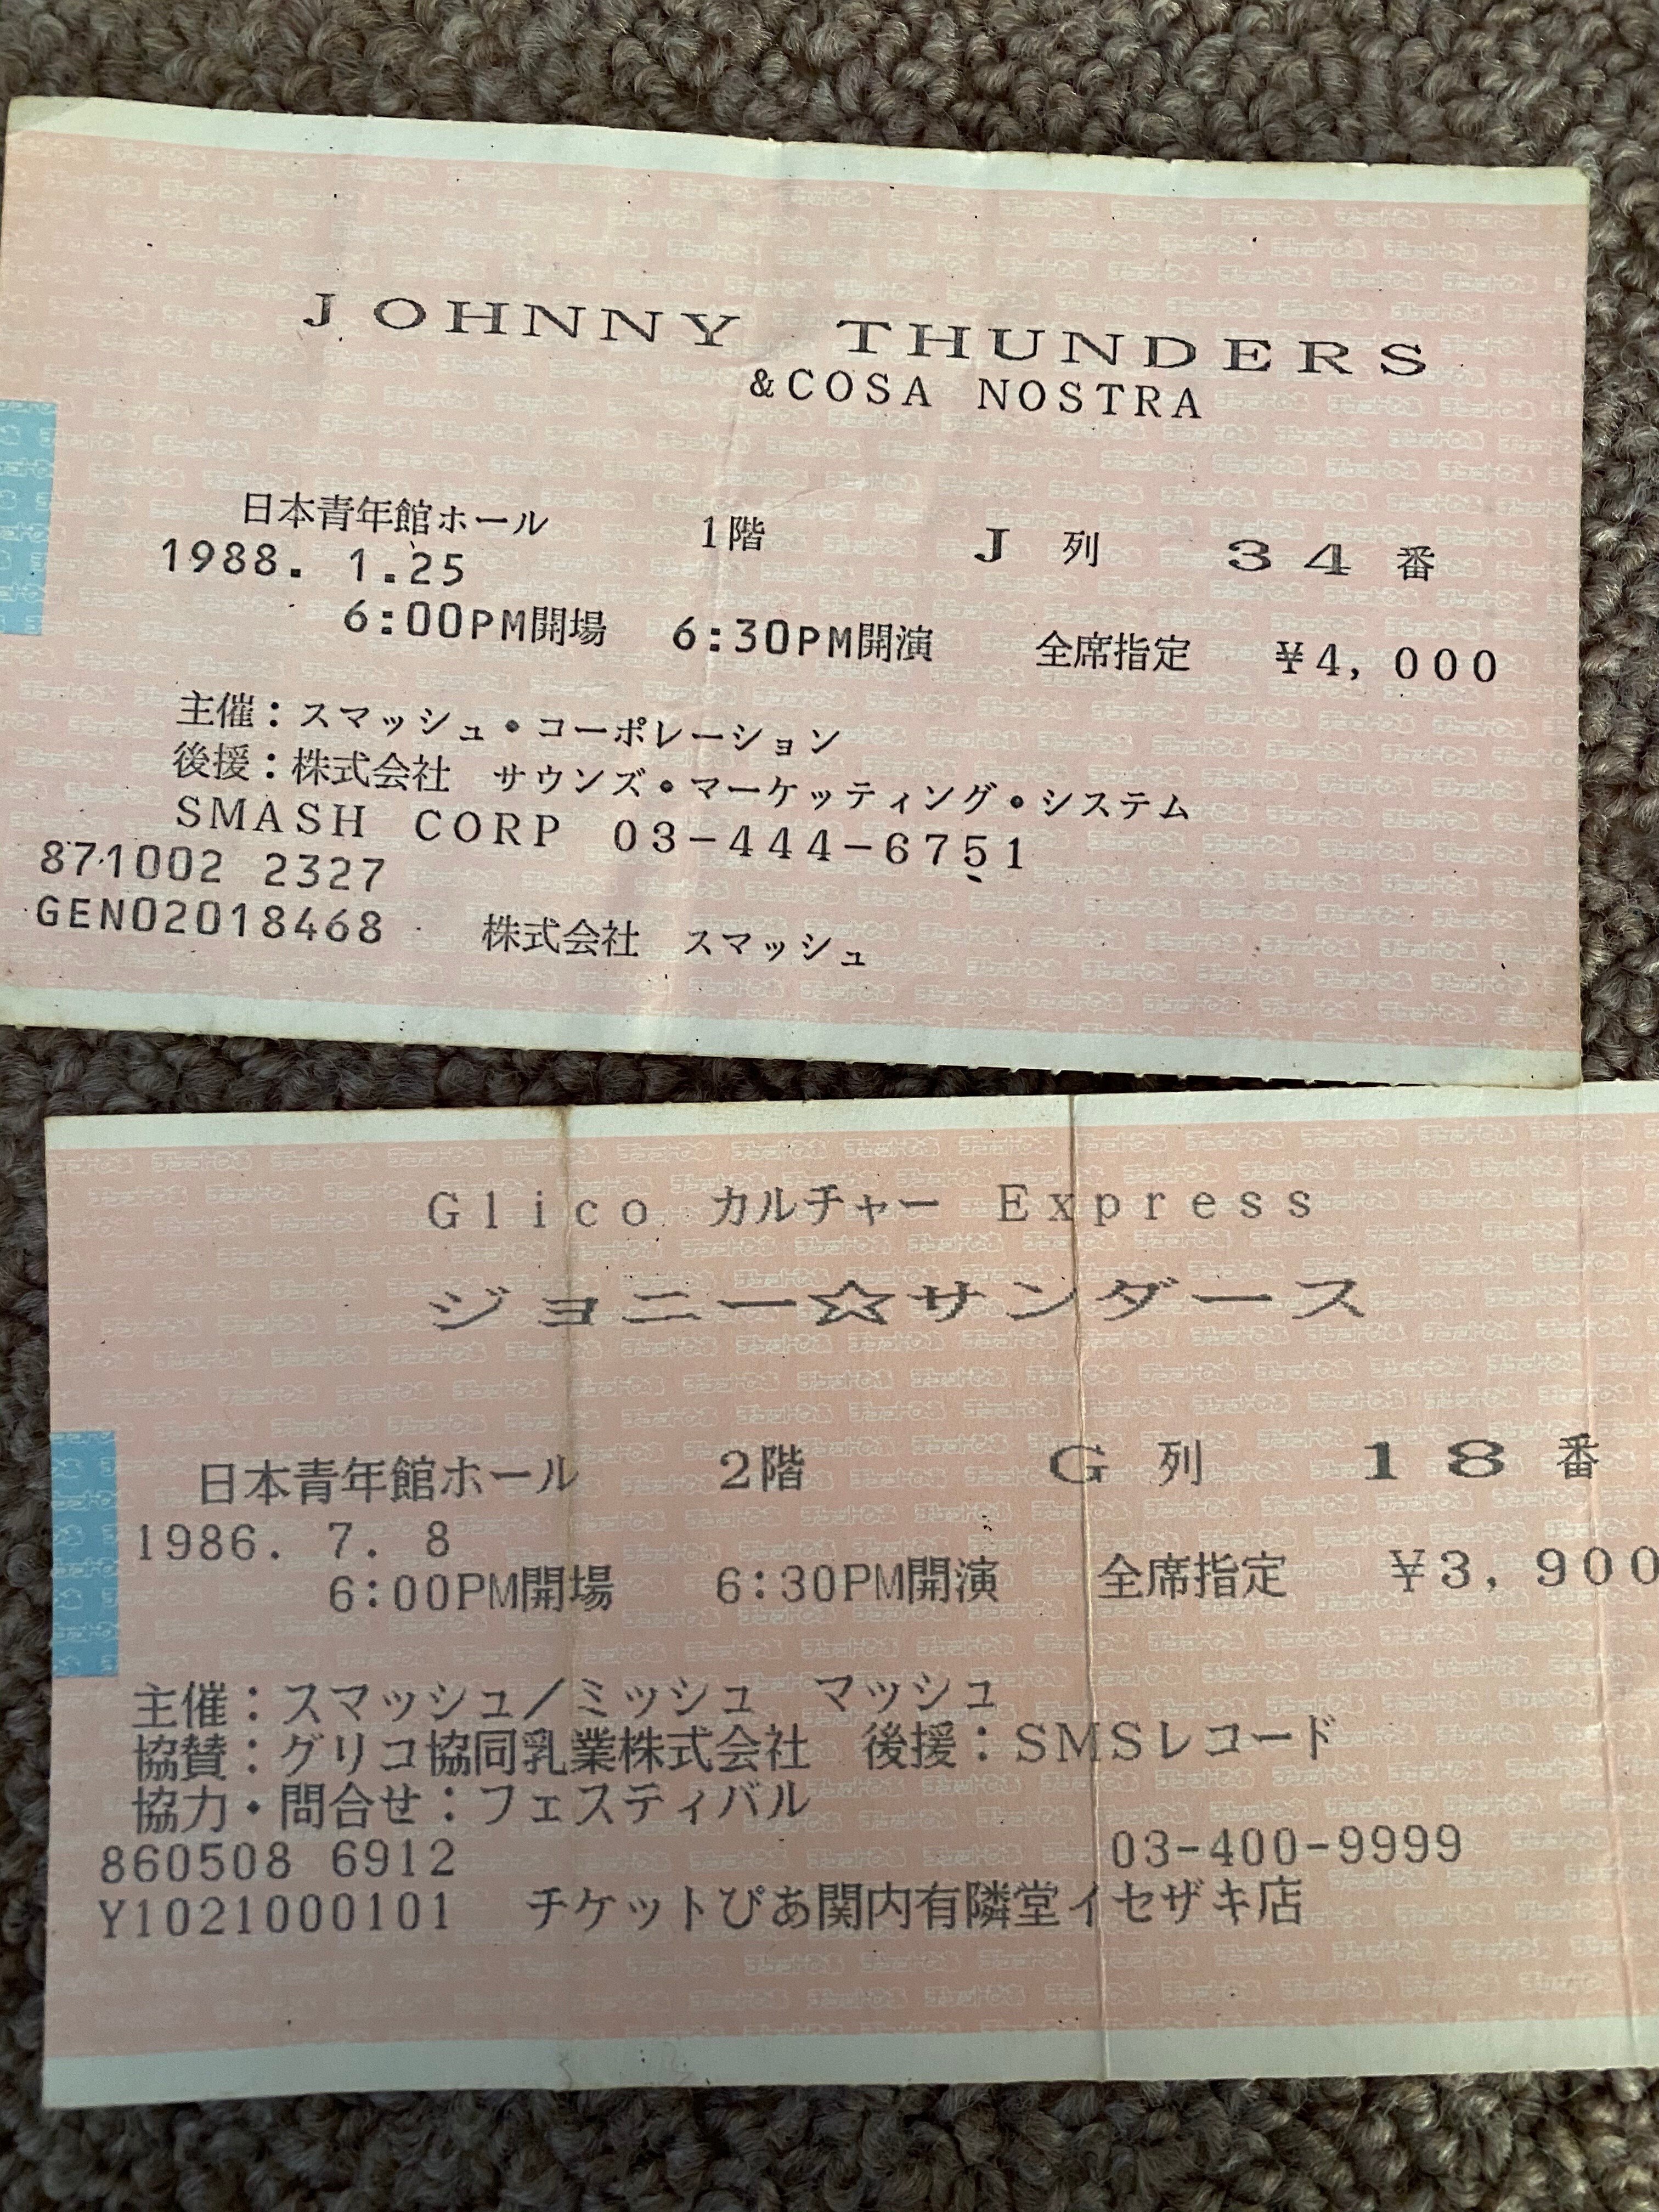 JOHNNY THUNDERS
&COSA NOSTRA
日本青年館ホール 1階 J 列 34 番
1988. 1.25
6:00PM開場 6:30PM開演 全席指定 ¥4,000
主催:スマッシュ・コーポレーション
後援:株式会社 サウンズ・マーケッティング・システム
SMASH CORP 03-444-6751
871002 2327
GEN02018468 株式会社 スマッシュ
Glico カルチャー Express
ジョニー☆サンダース
日本青年館ホール 2階 G 列 18 番
1986. 7. 8
6:00PM開場 6:30PM開演 全席指定 ¥3,900
主催:スマッシュ/ミッシュ マッシュ
協賛:グリコ協同乳業株式会社 後援:SMSレコード
協力・問合せ:フェスティバル
860508 6912 03-400-9999
Y1021000101 チケットぴあ関内有隣堂イセザキ店